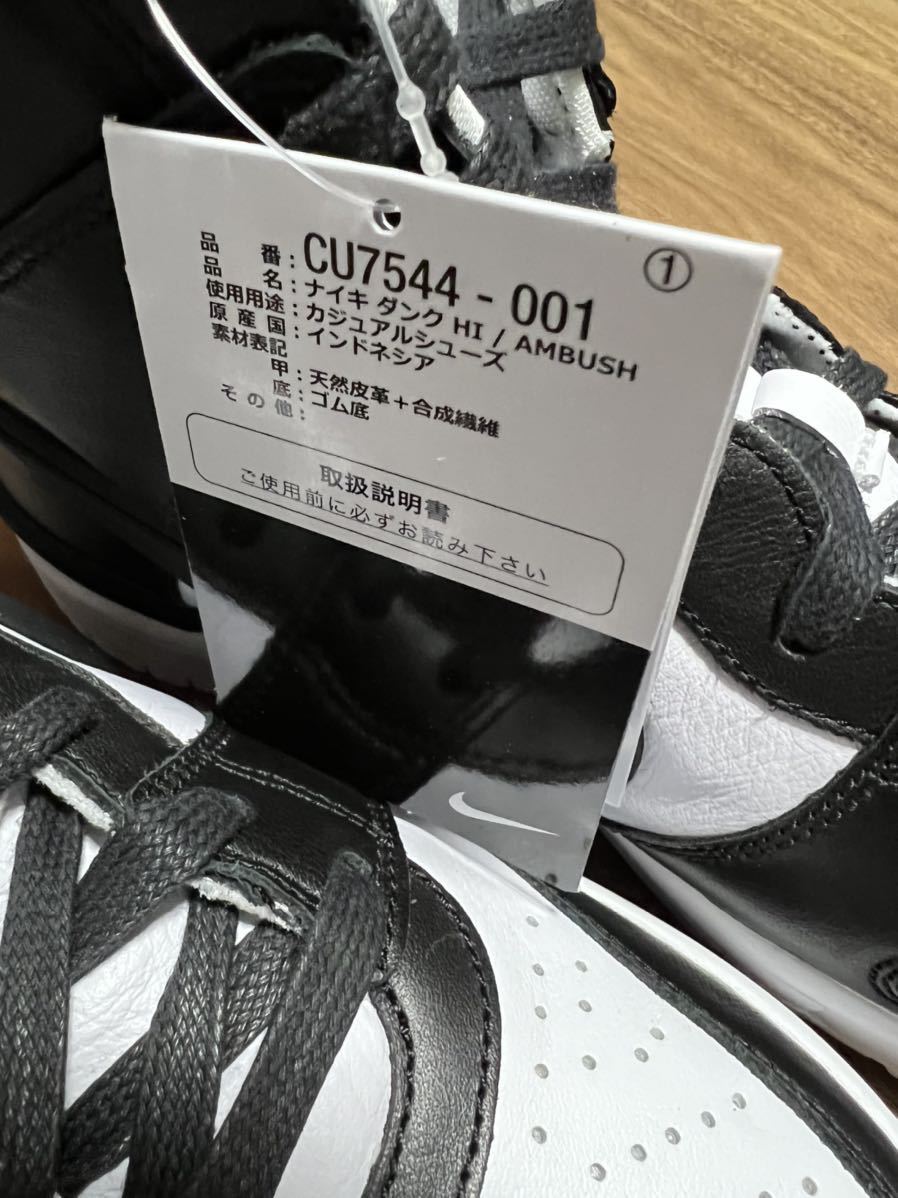 ①
品番：CU7544 - 001
品名：ナイキ ダンク HI / AMBUSH
使用用途：カジュアルシューズ
原産国：インドネシア
素材表記
甲：天然皮革＋合成繊維
底：ゴム底
その他：
取扱説明書
ご使用前に必ずお読み下さい